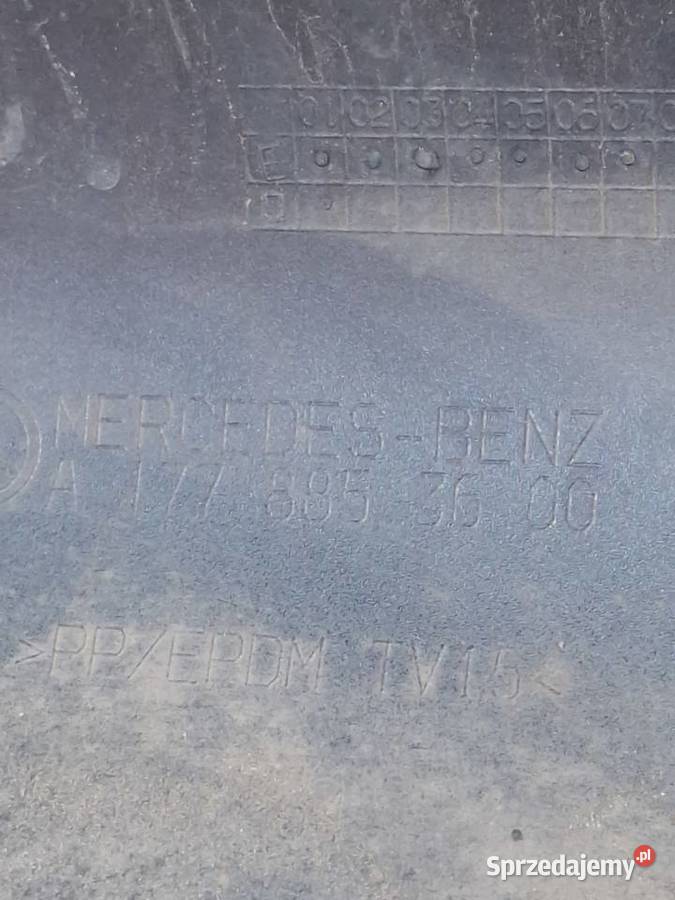 01 02 03 04 05 06 07
E
MERCEDES-BENZ
A 177 885 36 00
>PP/EPDM TV15<
Sprzedajemy.pl